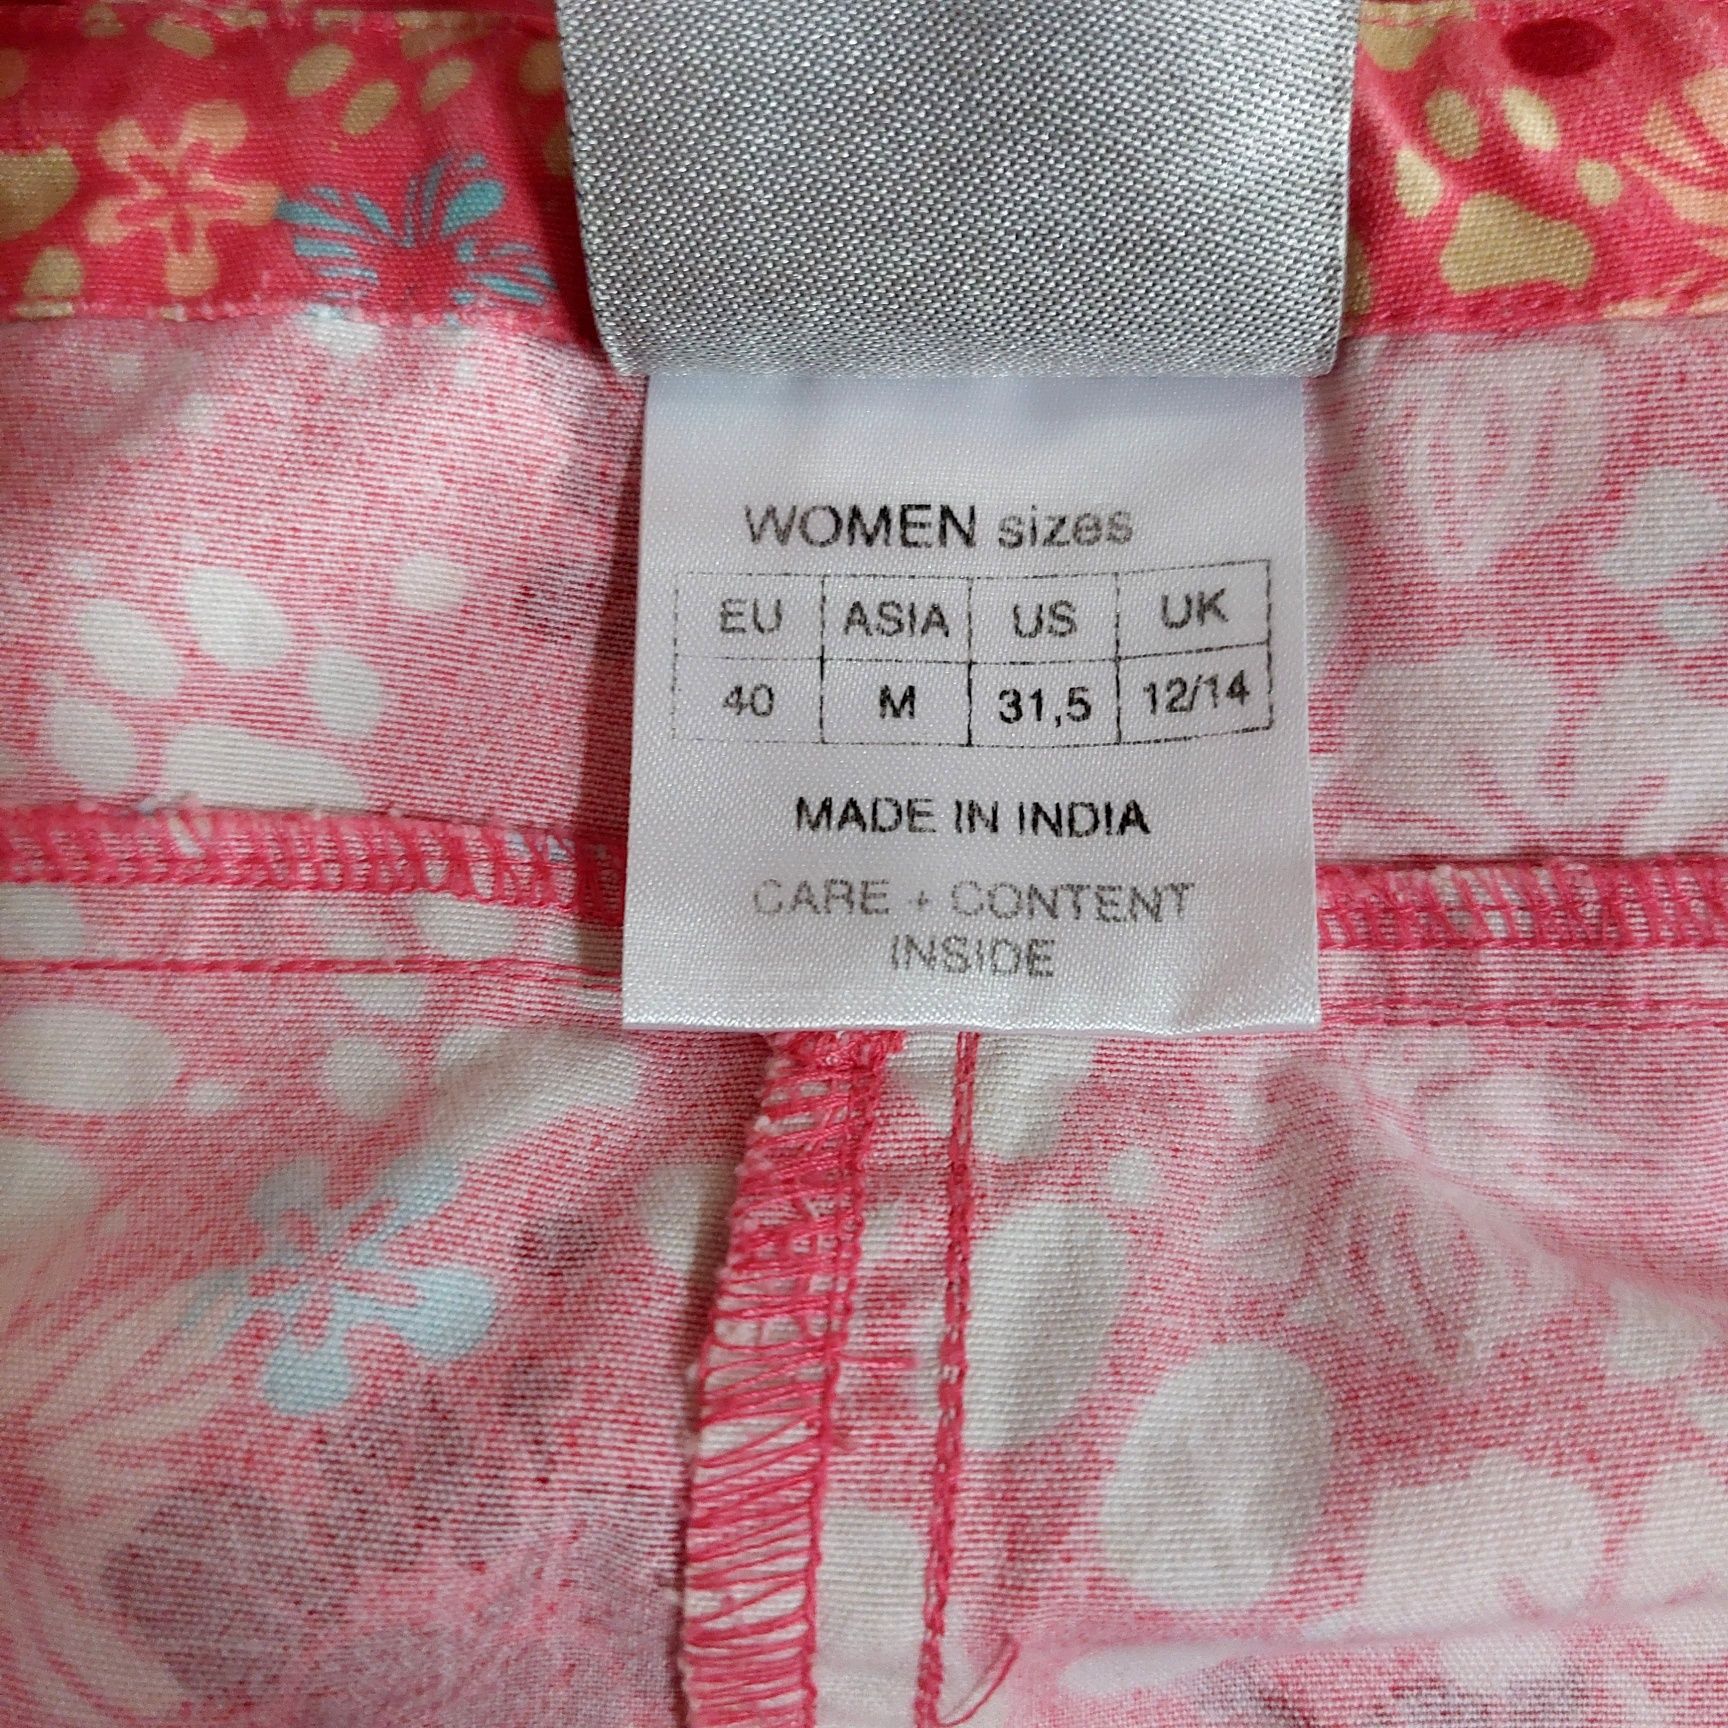 WOMEN sizes
EU ASIA US UK
40 M 31,5 12/14
MADE IN INDIA
CARE + CONTENT
INSIDE